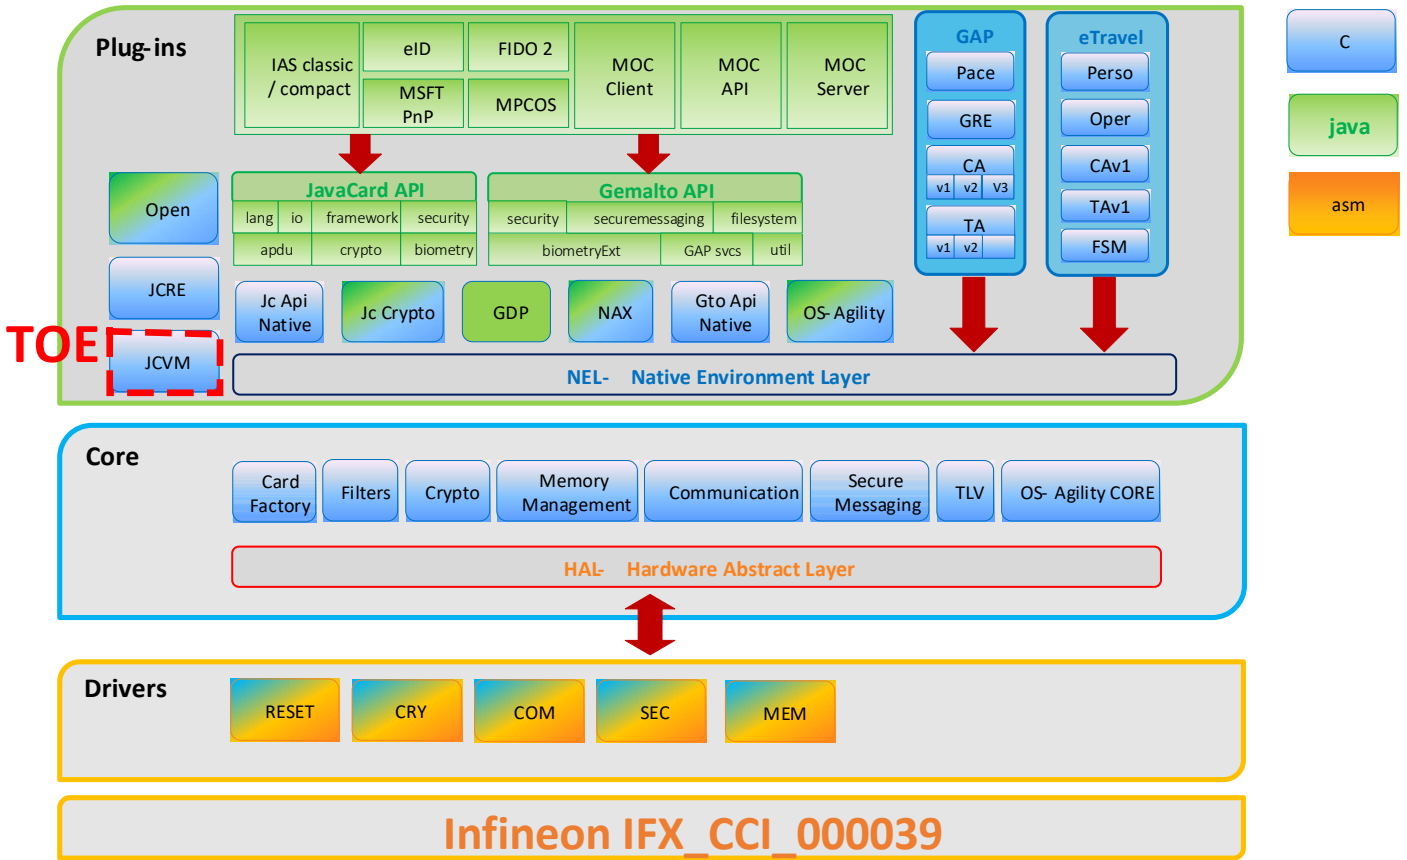 Plug-ins
IAS classic
/ compact
eID
FIDO 2
MSFT
PnP
MPCOS
MOC
Client
MOC
API
MOC
Server
GAP
Pace
GRE
CA
v1 v2 V3
TA
v1 v2
eTravel
Perso
Oper
CAv1
TAv1
FSM
C
java
asm
Open
JCRE
TOE
JCVM
JavaCard API
lang io framework security
apdu crypto biometry
Gemalto API
security securemessaging filesystem
biometryExt GAP svcs util
Jc Api
Native
Jc Crypto
GDP
NAX
Gto Api
Native
OS- Agility
NEL- Native Environment Layer
Core
Card
Factory
Filters
Crypto
Memory
Management
Communication
Secure
Messaging
TLV
OS- Agility CORE
HAL- Hardware Abstract Layer
Drivers
RESET
CRY
COM
SEC
MEM
Infineon IFX_CCI_000039